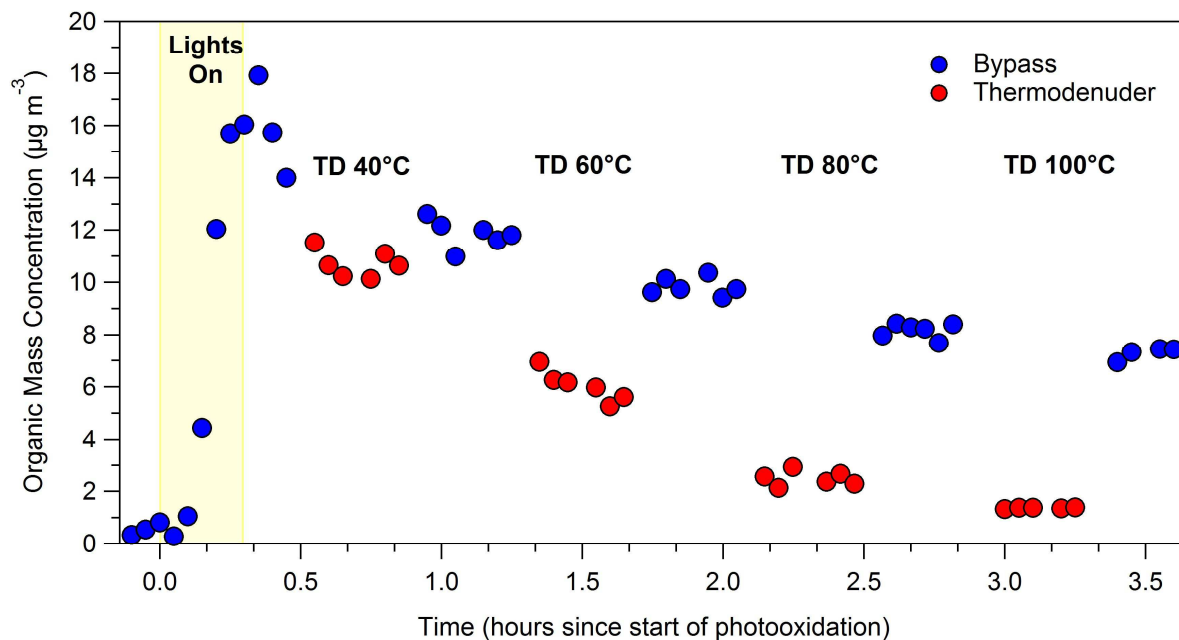 Lights
On
Bypass
Thermodenuder
TD 40°C
TD 60°C
TD 80°C
TD 100°C
Organic Mass Concentration (µg m⁻³)
20
18
16
14
12
10
8
6
4
2
0
0.0 0.5 1.0 1.5 2.0 2.5 3.0 3.5
Time (hours since start of photooxidation)